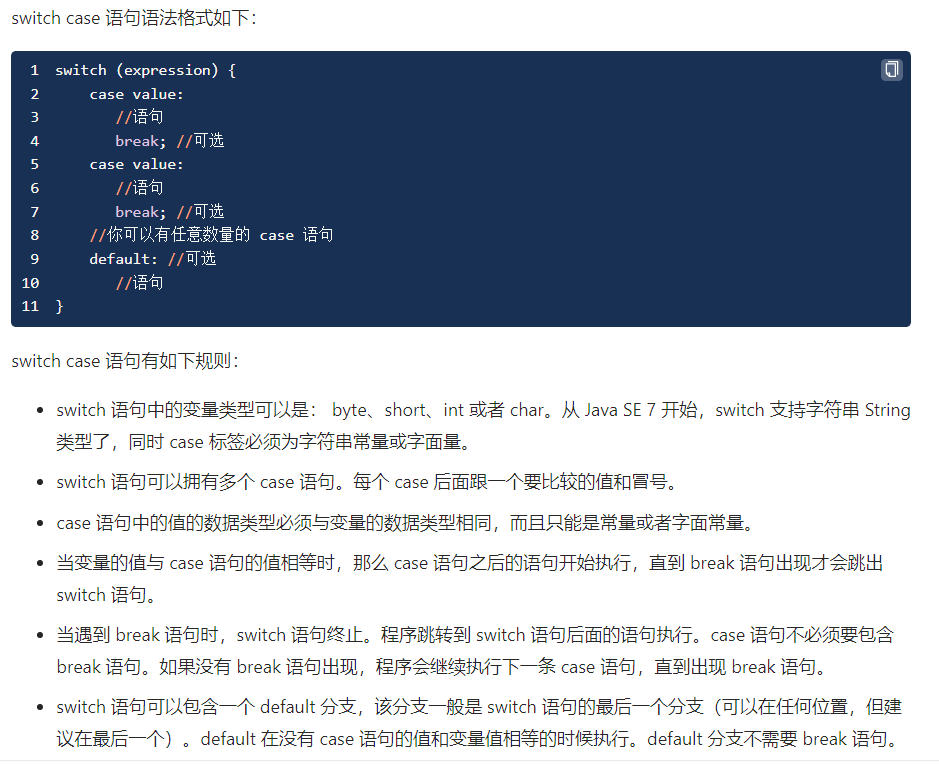 switch case 语句语法格式如下：
1 switch (expression) {
2     case value:
3        //语句
4        break; //可选
5     case value:
6        //语句
7        break; //可选
8     //你可以有任意数量的 case 语句
9     default: //可选
10        //语句
11 }
switch case 语句有如下规则：
• switch 语句中的变量类型可以是： byte、short、int 或者 char。从 Java SE 7 开始，switch 支持字符串 String
类型了，同时 case 标签必须为字符串常量或字面量。
• switch 语句可以拥有多个 case 语句。每个 case 后面跟一个要比较的值和冒号。
• case 语句中的值的数据类型必须与变量的数据类型相同，而且只能是常量或者字面常量。
• 当变量的值与 case 语句的值相等时，那么 case 语句之后的语句开始执行，直到 break 语句出现才会跳出
switch 语句。
• 当遇到 break 语句时，switch 语句终止。程序跳转到 switch 语句后面的语句执行。case 语句不必须要包含
break 语句。如果没有 break 语句出现，程序会继续执行下一条 case 语句，直到出现 break 语句。
• switch 语句可以包含一个 default 分支，该分支一般是 switch 语句的最后一个分支（可以在任何位置，但建
议在最后一个）。default 在没有 case 语句的值和变量值相等的时候执行。default 分支不需要 break 语句。